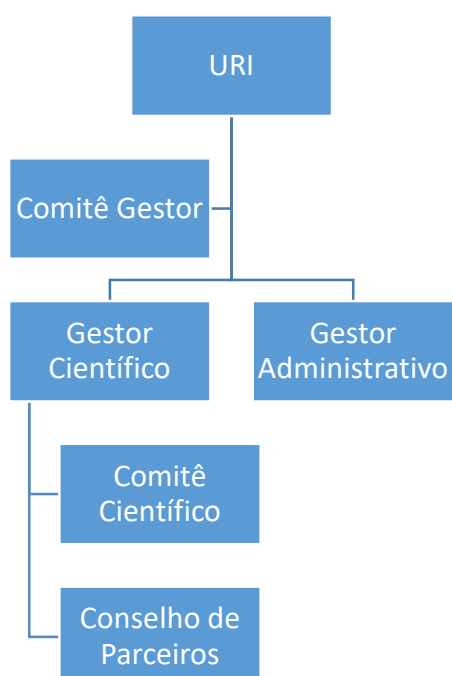 URI
Comitê Gestor
Gestor
Científico
Gestor
Administrativo
Comitê
Científico
Conselho de
Parceiros